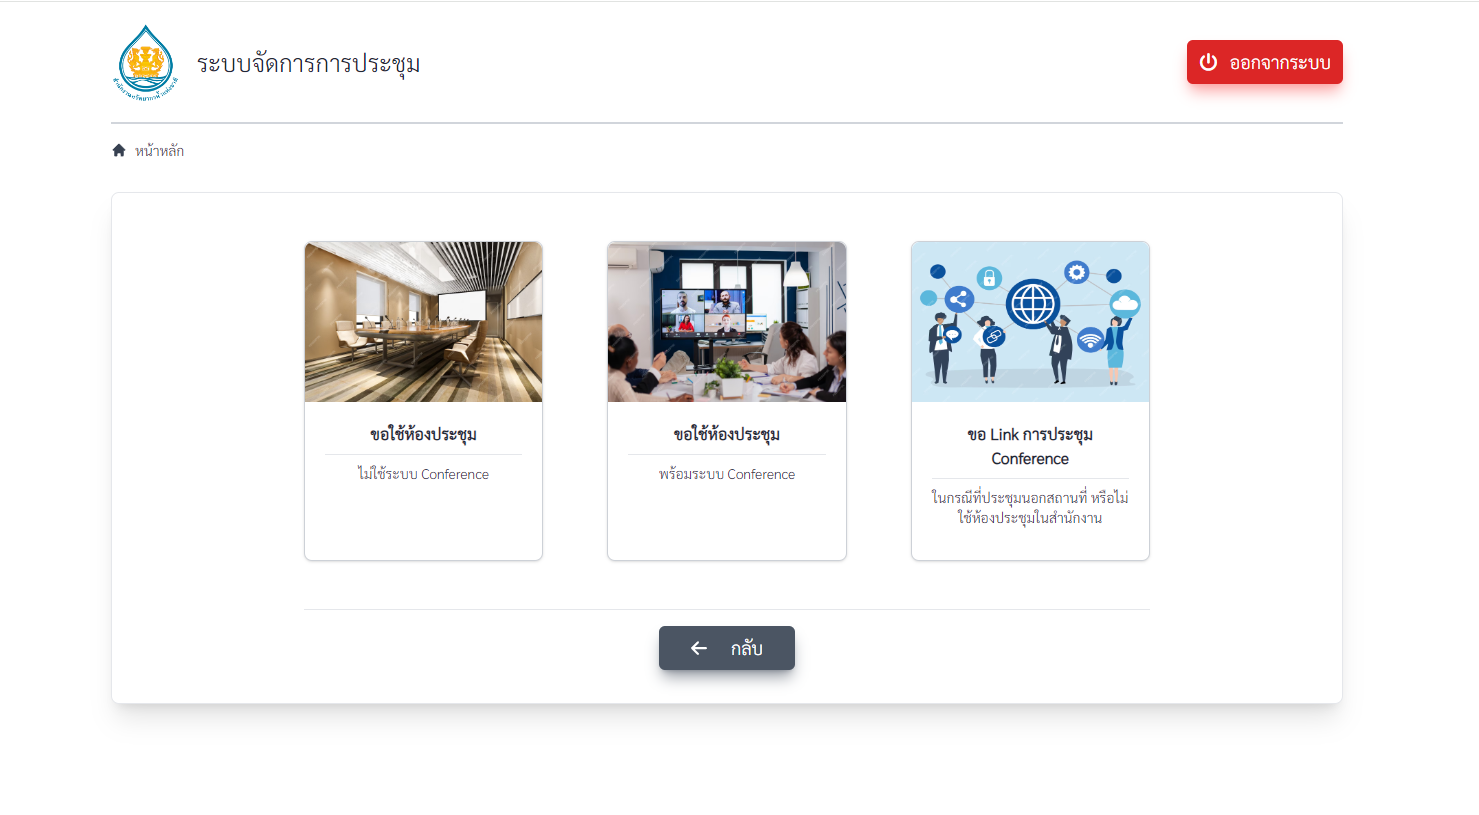 ระบบจัดการการประชุม
ออกจากระบบ
หน้าหลัก
ขอใช้ห้องประชุม
ไม่ใช้ระบบ Conference
ขอใช้ห้องประชุม
พร้อมระบบ Conference
ขอ Link การประชุม
Conference
ในกรณีที่ประชุมนอกสถานที่ หรือไม่
ใช้ห้องประชุมในสำนักงาน
กลับ